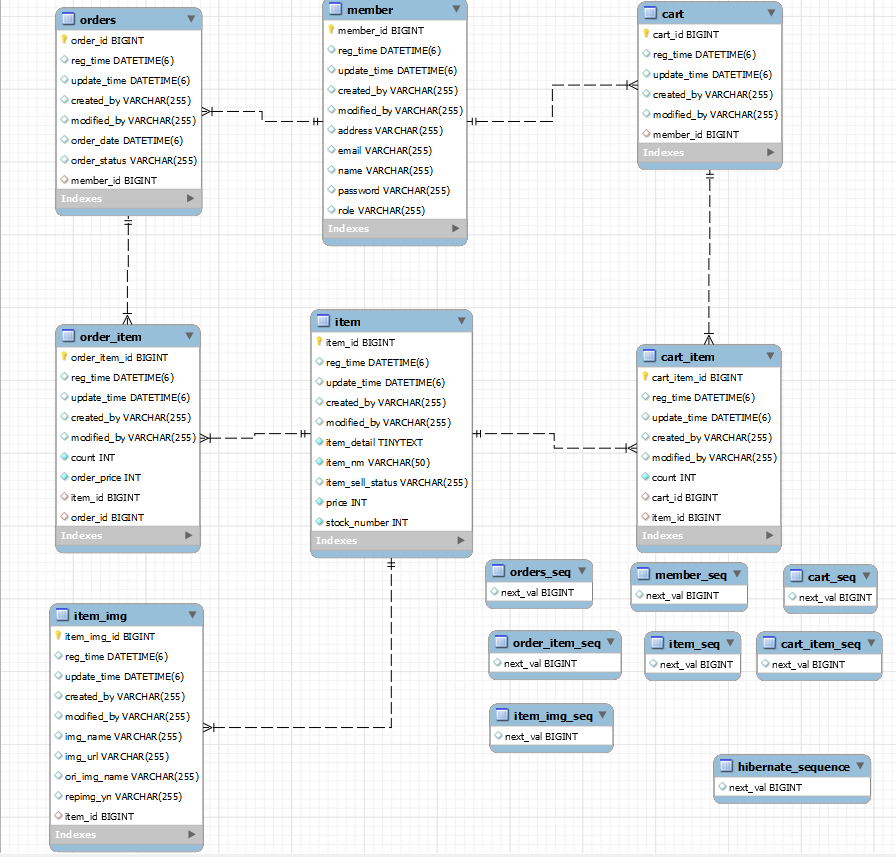 orders
order_id BIGINT
reg_time DATETIME(6)
update_time DATETIME(6)
created_by VARCHAR(255)
modified_by VARCHAR(255)
order_date DATETIME(6)
order_status VARCHAR(255)
member_id BIGINT
Indexes
member
member_id BIGINT
reg_time DATETIME(6)
update_time DATETIME(6)
created_by VARCHAR(255)
modified_by VARCHAR(255)
address VARCHAR(255)
email VARCHAR(255)
name VARCHAR(255)
password VARCHAR(255)
role VARCHAR(255)
Indexes
cart
cart_id BIGINT
reg_time DATETIME(6)
update_time DATETIME(6)
created_by VARCHAR(255)
modified_by VARCHAR(255)
member_id BIGINT
Indexes
order_item
order_item_id BIGINT
reg_time DATETIME(6)
update_time DATETIME(6)
created_by VARCHAR(255)
modified_by VARCHAR(255)
count INT
order_price INT
item_id BIGINT
order_id BIGINT
Indexes
item
item_id BIGINT
reg_time DATETIME(6)
update_time DATETIME(6)
created_by VARCHAR(255)
modified_by VARCHAR(255)
item_detail TINYTEXT
item_nm VARCHAR(50)
item_sell_status VARCHAR(255)
price INT
stock_number INT
Indexes
cart_item
cart_item_id BIGINT
reg_time DATETIME(6)
update_time DATETIME(6)
created_by VARCHAR(255)
modified_by VARCHAR(255)
count INT
cart_id BIGINT
item_id BIGINT
Indexes
item_img
item_img_id BIGINT
reg_time DATETIME(6)
update_time DATETIME(6)
created_by VARCHAR(255)
modified_by VARCHAR(255)
img_name VARCHAR(255)
img_url VARCHAR(255)
ori_img_name VARCHAR(255)
repimg_yn VARCHAR(255)
item_id BIGINT
Indexes
orders_seq
next_val BIGINT
member_seq
next_val BIGINT
cart_seq
next_val BIGINT
order_item_seq
next_val BIGINT
item_seq
next_val BIGINT
cart_item_seq
next_val BIGINT
item_img_seq
next_val BIGINT
hibernate_sequence
next_val BIGINT